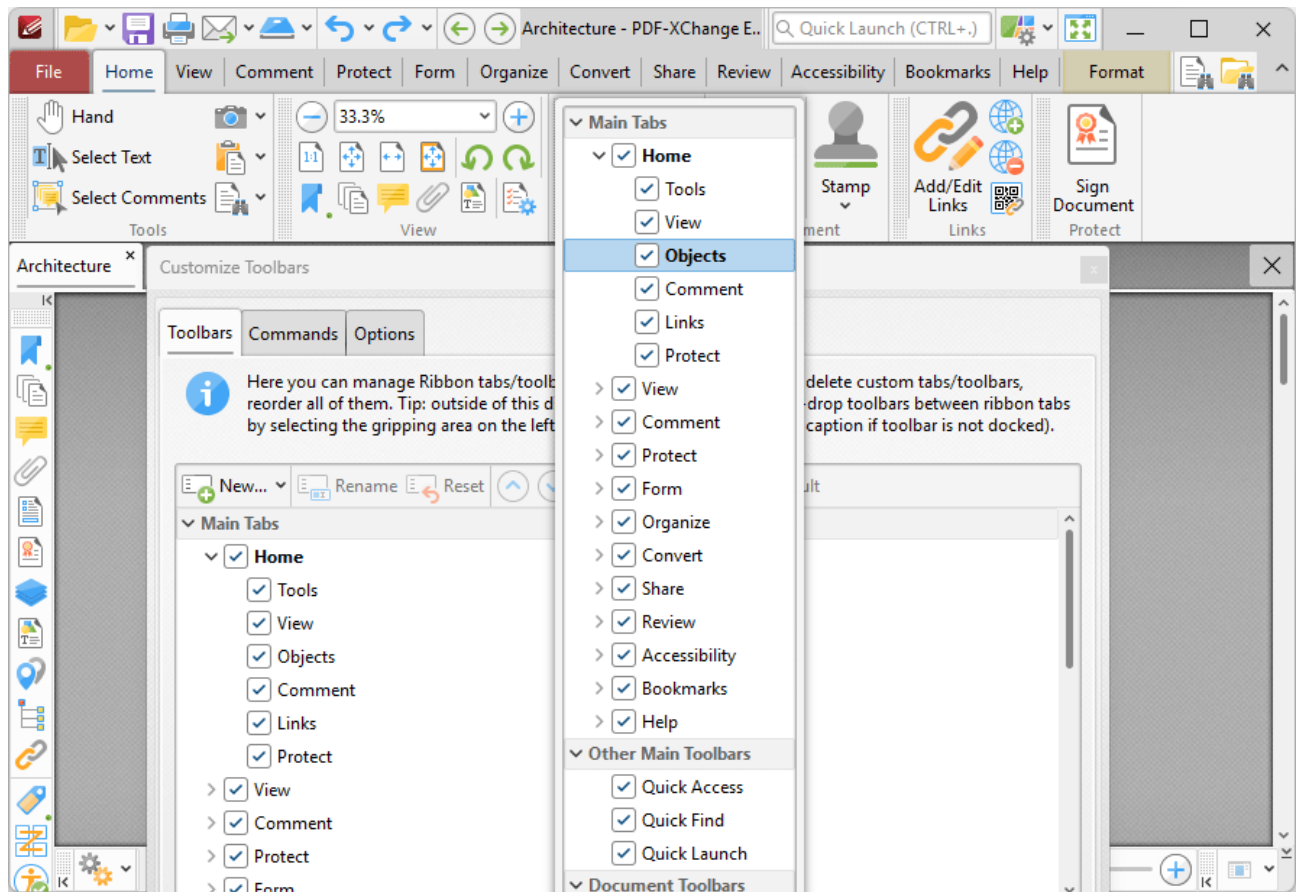 Architecture - PDF-XChange E..
Quick Launch (CTRL+.)
File
Home
View
Comment
Protect
Form
Organize
Convert
Share
Review
Accessibility
Bookmarks
Help
Format
Hand
33.3%
Select Text
1:1
Select Comments
Stamp
Add/Edit
Links
Sign
Document
Tools
View
ment
Links
Protect
Architecture
Customize Toolbars
Toolbars
Commands
Options
Here you can manage Ribbon tabs/toolb
delete custom tabs/toolbars,
reorder all of them. Tip: outside of this d
-drop toolbars between ribbon tabs
by selecting the gripping area on the left
caption if toolbar is not docked).
New...
Rename
Reset
ult
Main Tabs
Home
Tools
View
Objects
Comment
Links
Protect
View
Comment
Protect
Form
Main Tabs
Home
Tools
View
Objects
Comment
Links
Protect
View
Comment
Protect
Form
Organize
Convert
Share
Review
Accessibility
Bookmarks
Help
Other Main Toolbars
Quick Access
Quick Find
Quick Launch
Document Toolbars